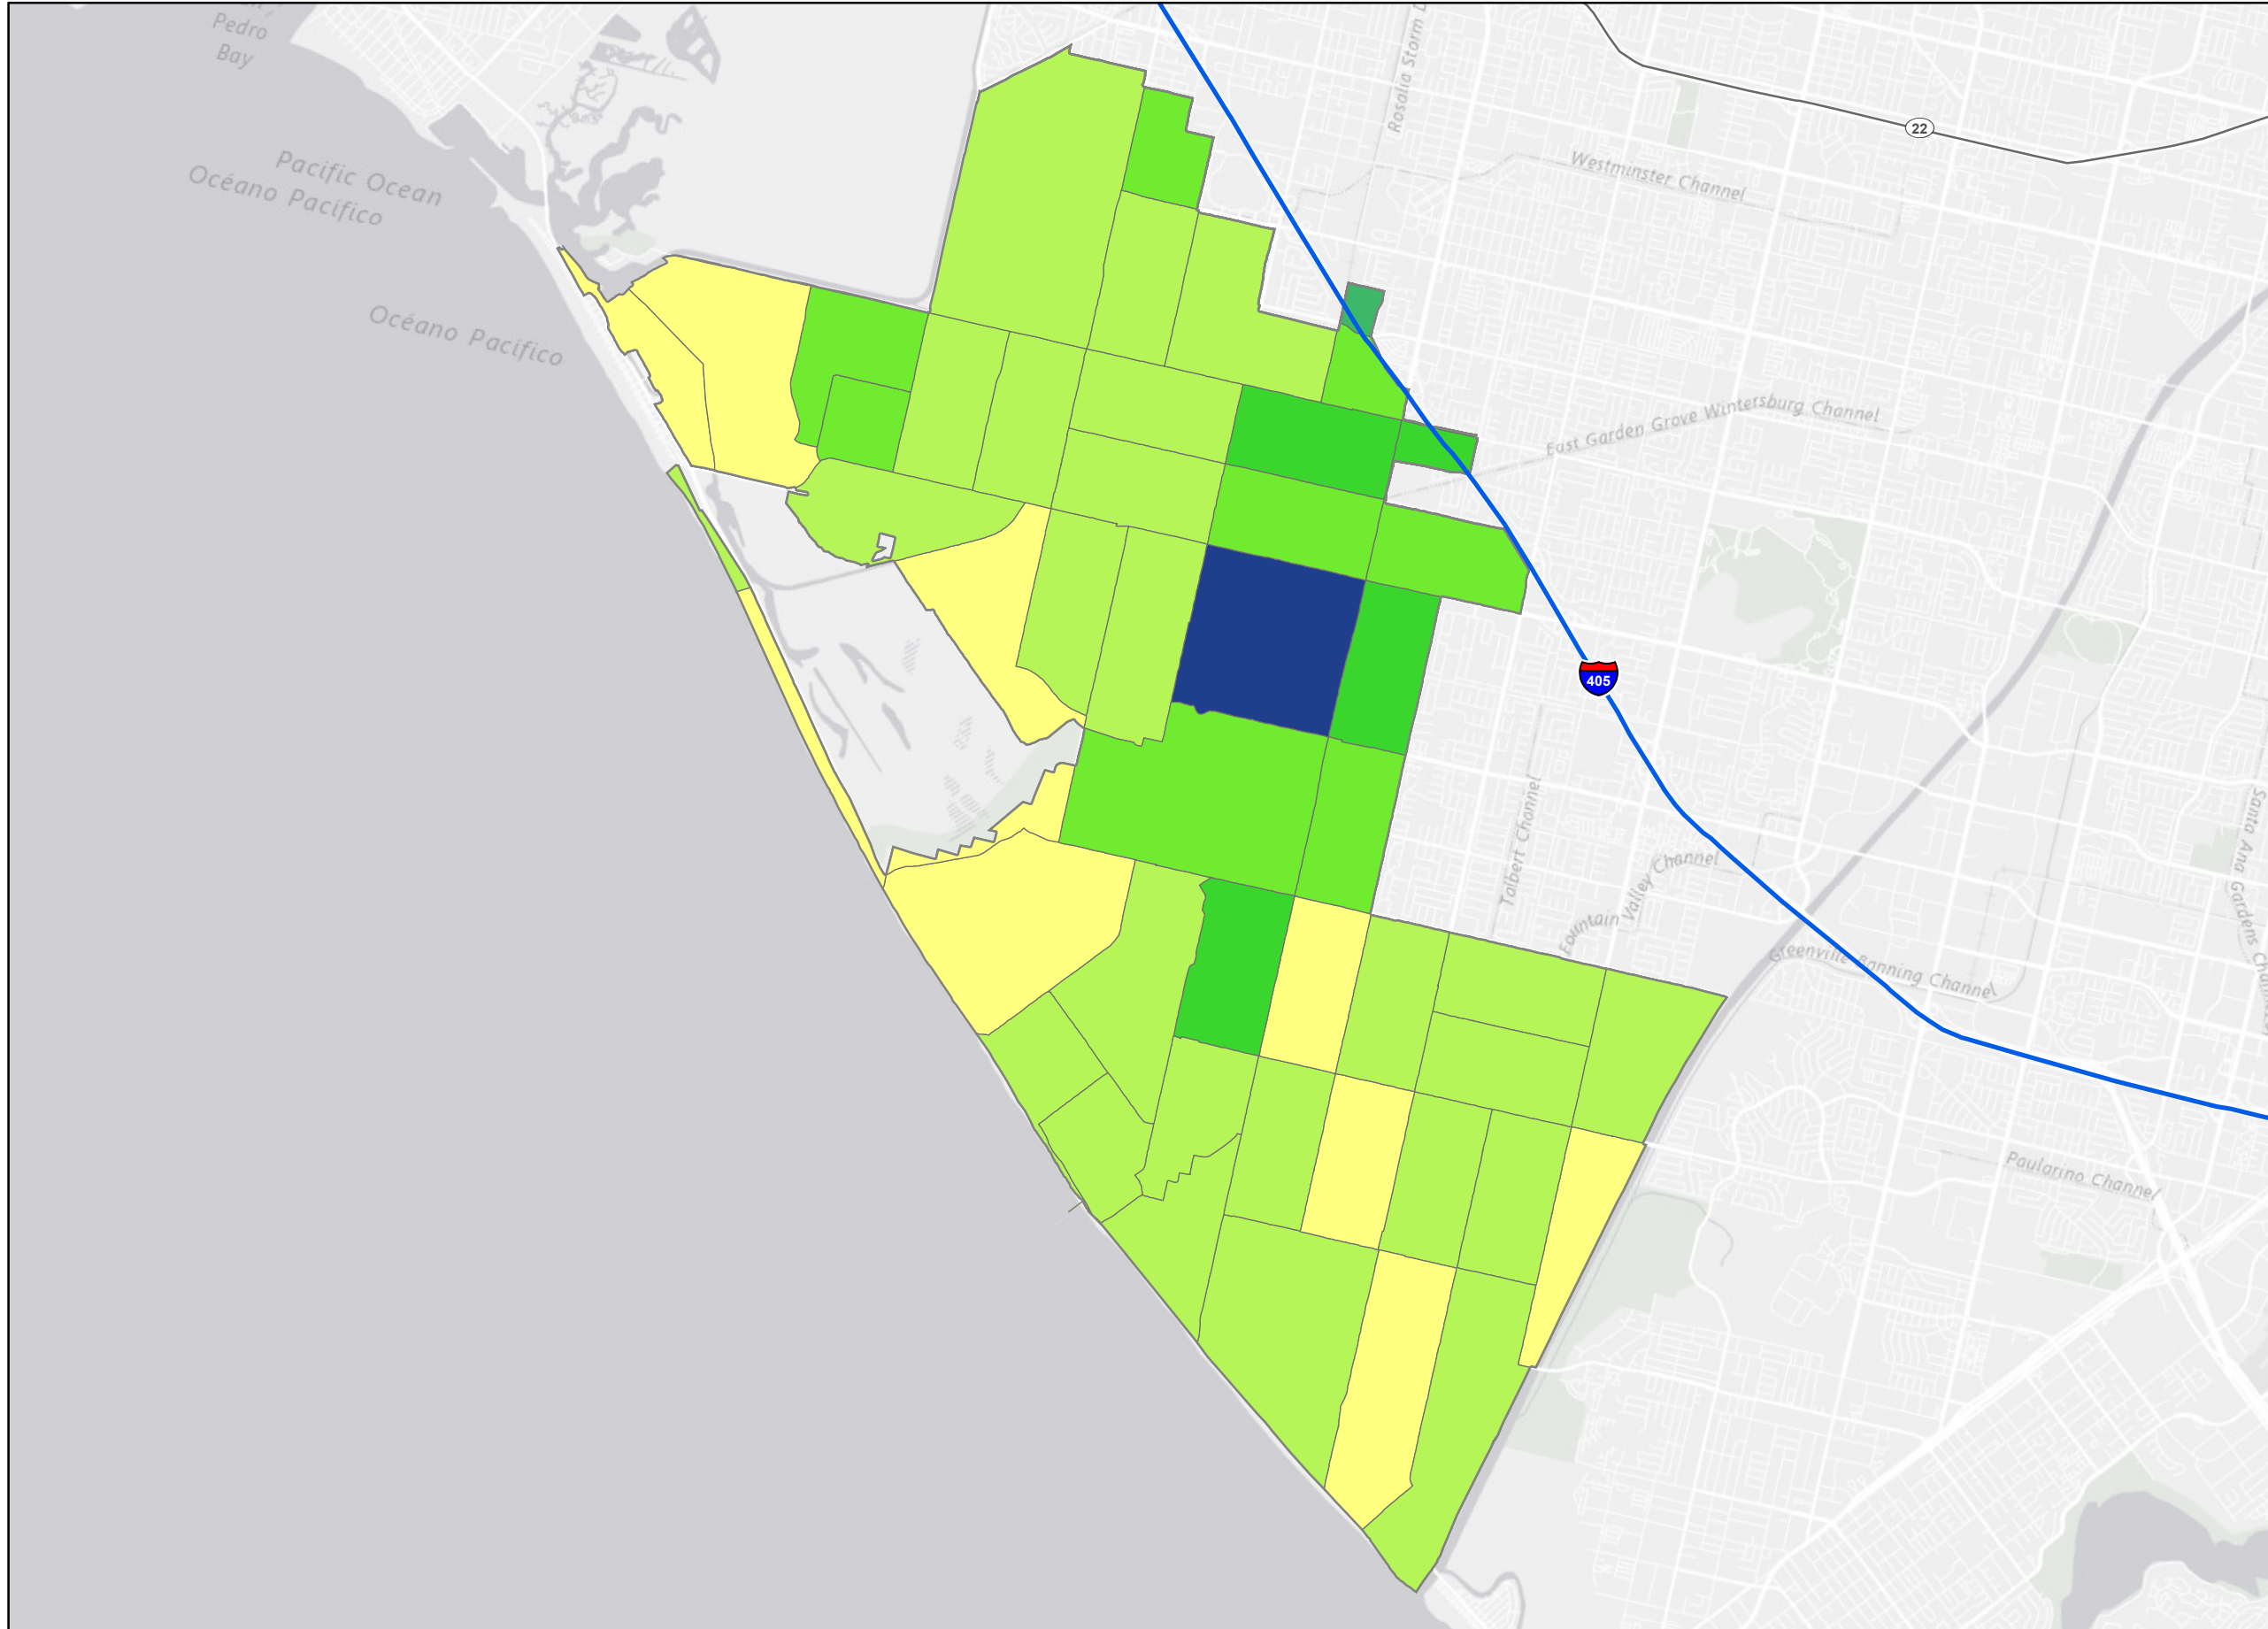 Pedro
Bay
Pacific Ocean
Océano Pacífico
Océano Pacífico
Rosalia Storm
22
Westminster Channel
East Garden Grove Wintersburg Channel
405
Talbert Channel
Fountain Valley Channel
Greenville Banning Channel
Santa Ana Gardens
Paularino Channel